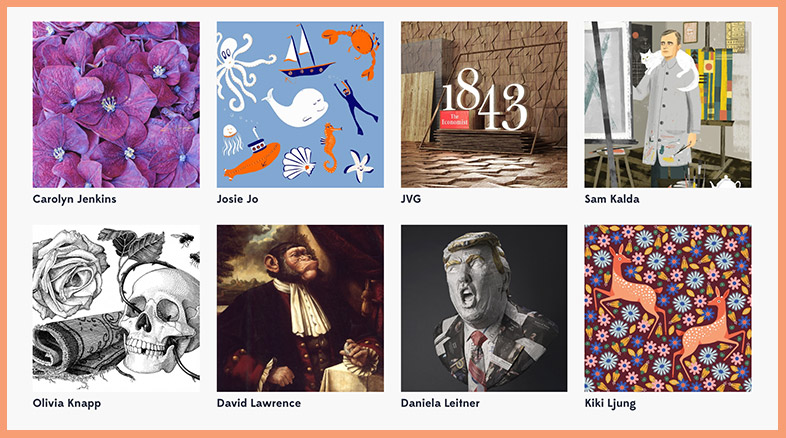 1843
The
Economist
Carolyn Jenkins
Josie Jo
JVG
Sam Kalda
Olivia Knapp
David Lawrence
Daniela Leitner
Kiki Ljung